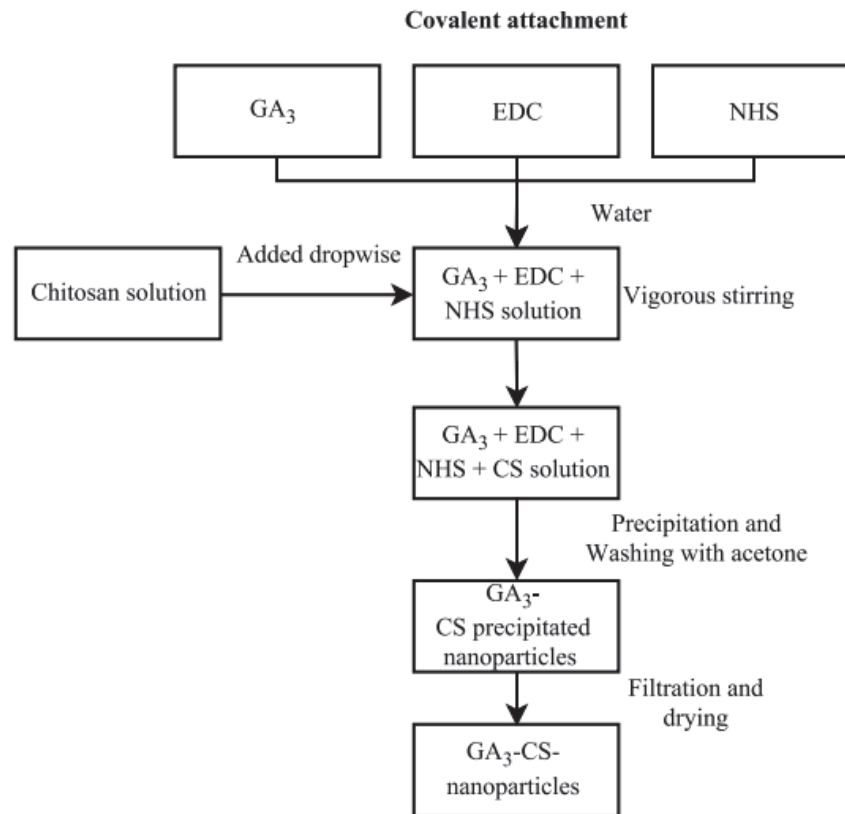 Covalent attachment
GA₃
EDC
NHS
Water
Added dropwise
Chitosan solution
GA₃ + EDC +
NHS solution
Vigorous stirring
GA₃ + EDC +
NHS + CS solution
Precipitation and
Washing with acetone
GA₃-
CS precipitated
nanoparticles
Filtration and
drying
GA₃-CS-
nanoparticles